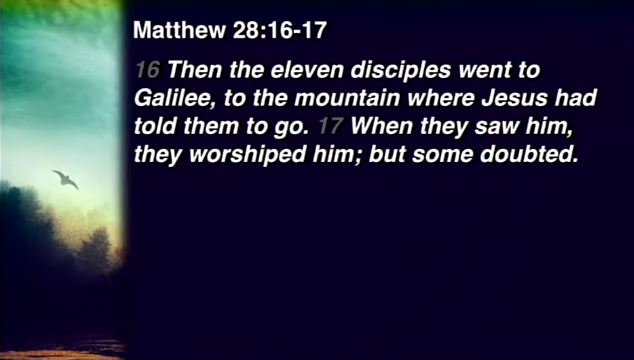 Matthew 28:16-17
16 Then the eleven disciples went to
Galilee, to the mountain where Jesus had
told them to go. 17 When they saw him,
they worshiped him; but some doubted.